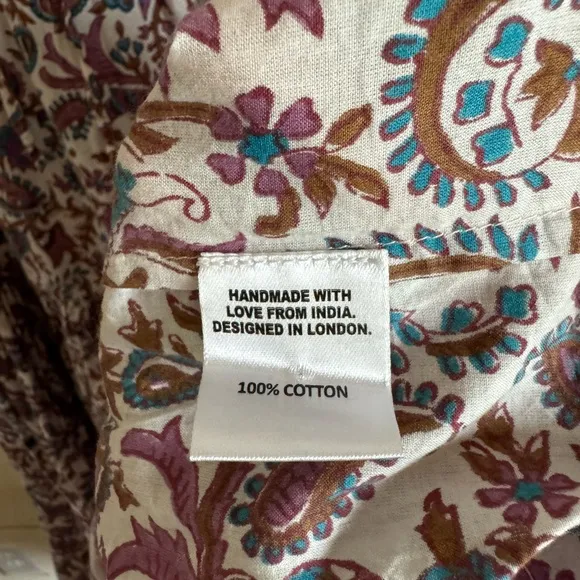 HANDMADE WITH
LOVE FROM INDIA.
DESIGNED IN LONDON.
100% COTTON